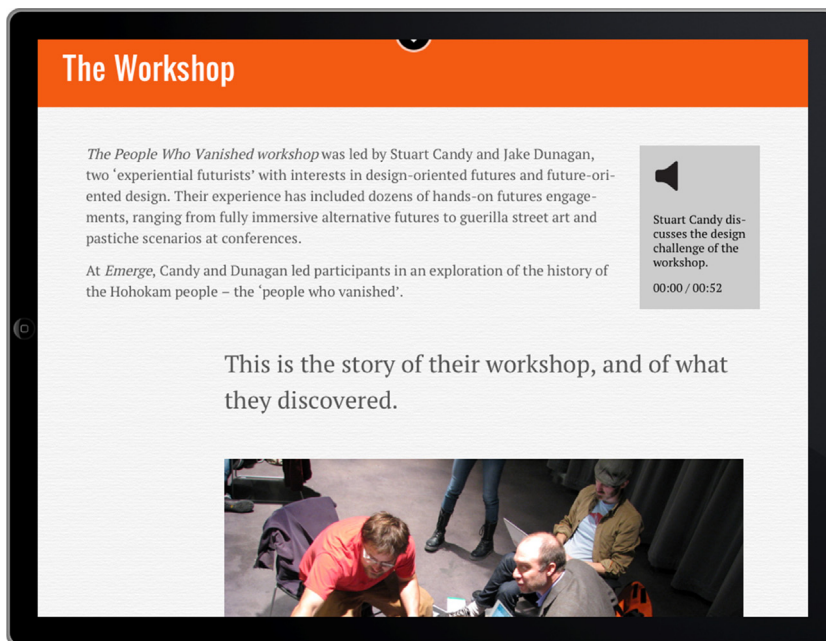 The Workshop
The People Who Vanished workshop was led by Stuart Candy and Jake Dunagan,
two ‘experiential futurists’ with interests in design-oriented futures and future-ori-
ented design. Their experience has included dozens of hands-on futures engage-
ments, ranging from fully immersive alternative futures to guerilla street art and
pastiche scenarios at conferences.
At Emerge, Candy and Dunagan led participants in an exploration of the history of
the Hohokam people – the ‘people who vanished’.
Stuart Candy dis-
cusses the design
challenge of the
workshop.
00:00 / 00:52
This is the story of their workshop, and of what
they discovered.